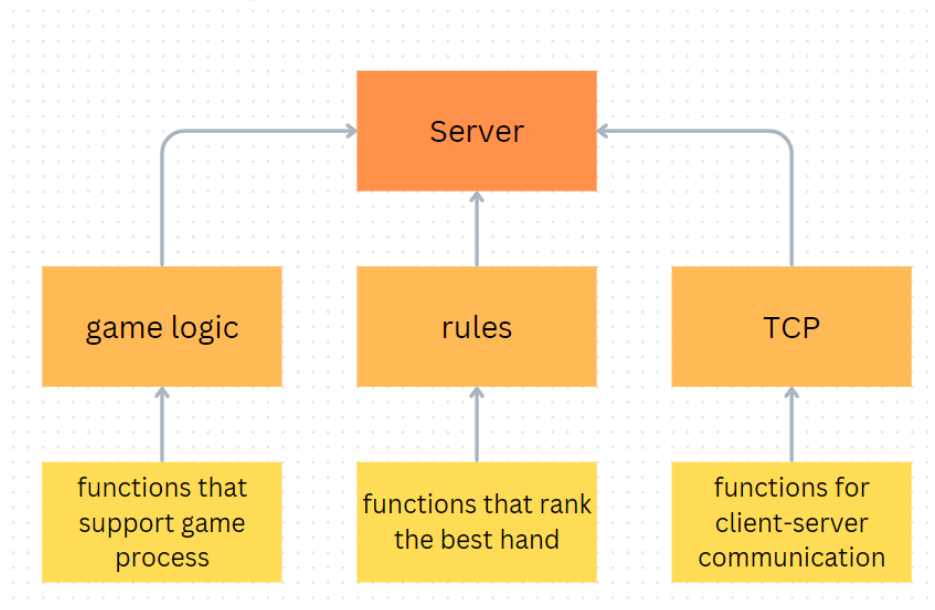 Server
game logic
rules
TCP
functions that
support game
process
functions that rank
the best hand
functions for
client-server
communication